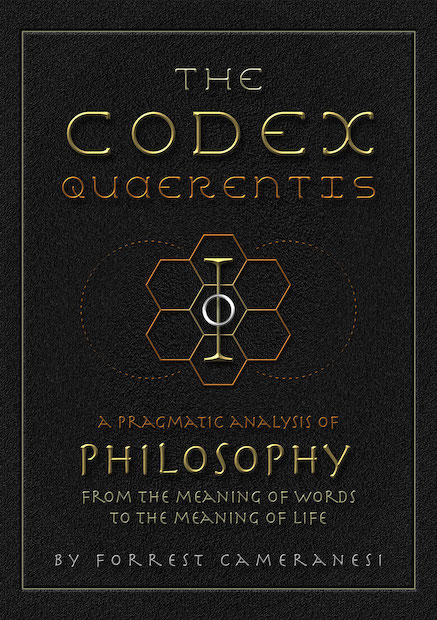 THE
CODEX
QUAERENTIS
A PRAGMATIC ANALYSIS OF
PHILOSOPHY
FROM THE MEANING OF WORDS
TO THE MEANING OF LIFE
BY FORREST CAMERANESI